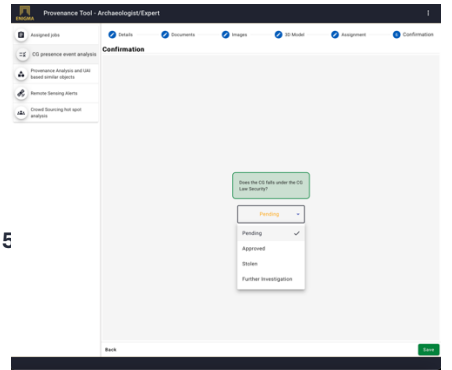 ENIGMA
Provenance Tool - Archaeologist/Expert
Assigned jobs
CG presence event analysis
Provenance Analysis and UAI
based similar objects
Remote Sensing Alerts
Crowd Sourcing hot spot
analysis
Details
Documents
Images
3D Model
Assignment
6 Confirmation
Confirmation
Does the CG falls under the CG
Law Security?
Pending
Pending
Approved
Stolen
Further Investigation
5
Back
Save